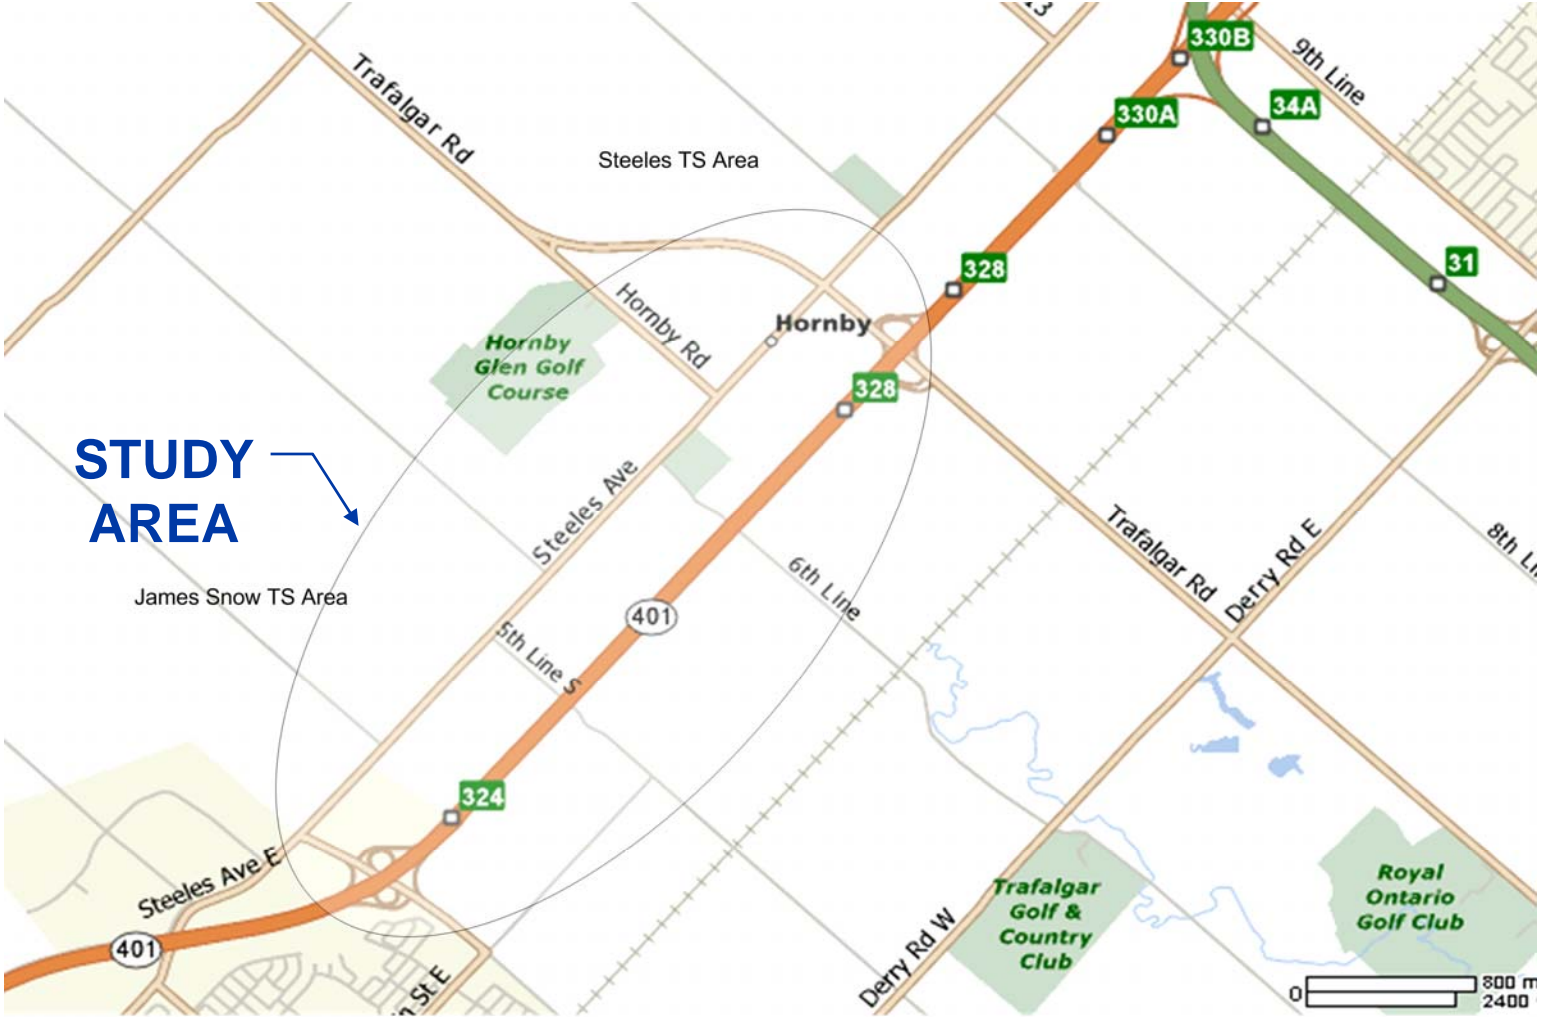 13
330B
9th Line
Trafalgar Rd
34A
330A
Steeles TS Area
31
328
Hornby Rd
Hornby
Hornby
Glen Golf
Course
328
STUDY
AREA
Steeles Ave
Trafalgar Rd
Derry Rd E
8th Li
6th Line
James Snow TS Area
401
5th Line S
324
Steeles Ave E
Trafalgar
Golf &
Country
Club
Royal
Ontario
Golf Club
401
Derry Rd W
n St E
0
800 m
2400